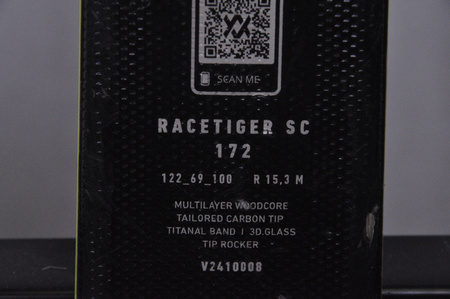 SCAN ME
RACETIGER SC
172
122_69_100 R 15,3 M
MULTILAYER WOODCORE
TAILORED CARBON TIP
TITANAL BAND I 3D.GLASS
TIP ROCKER
V2410008